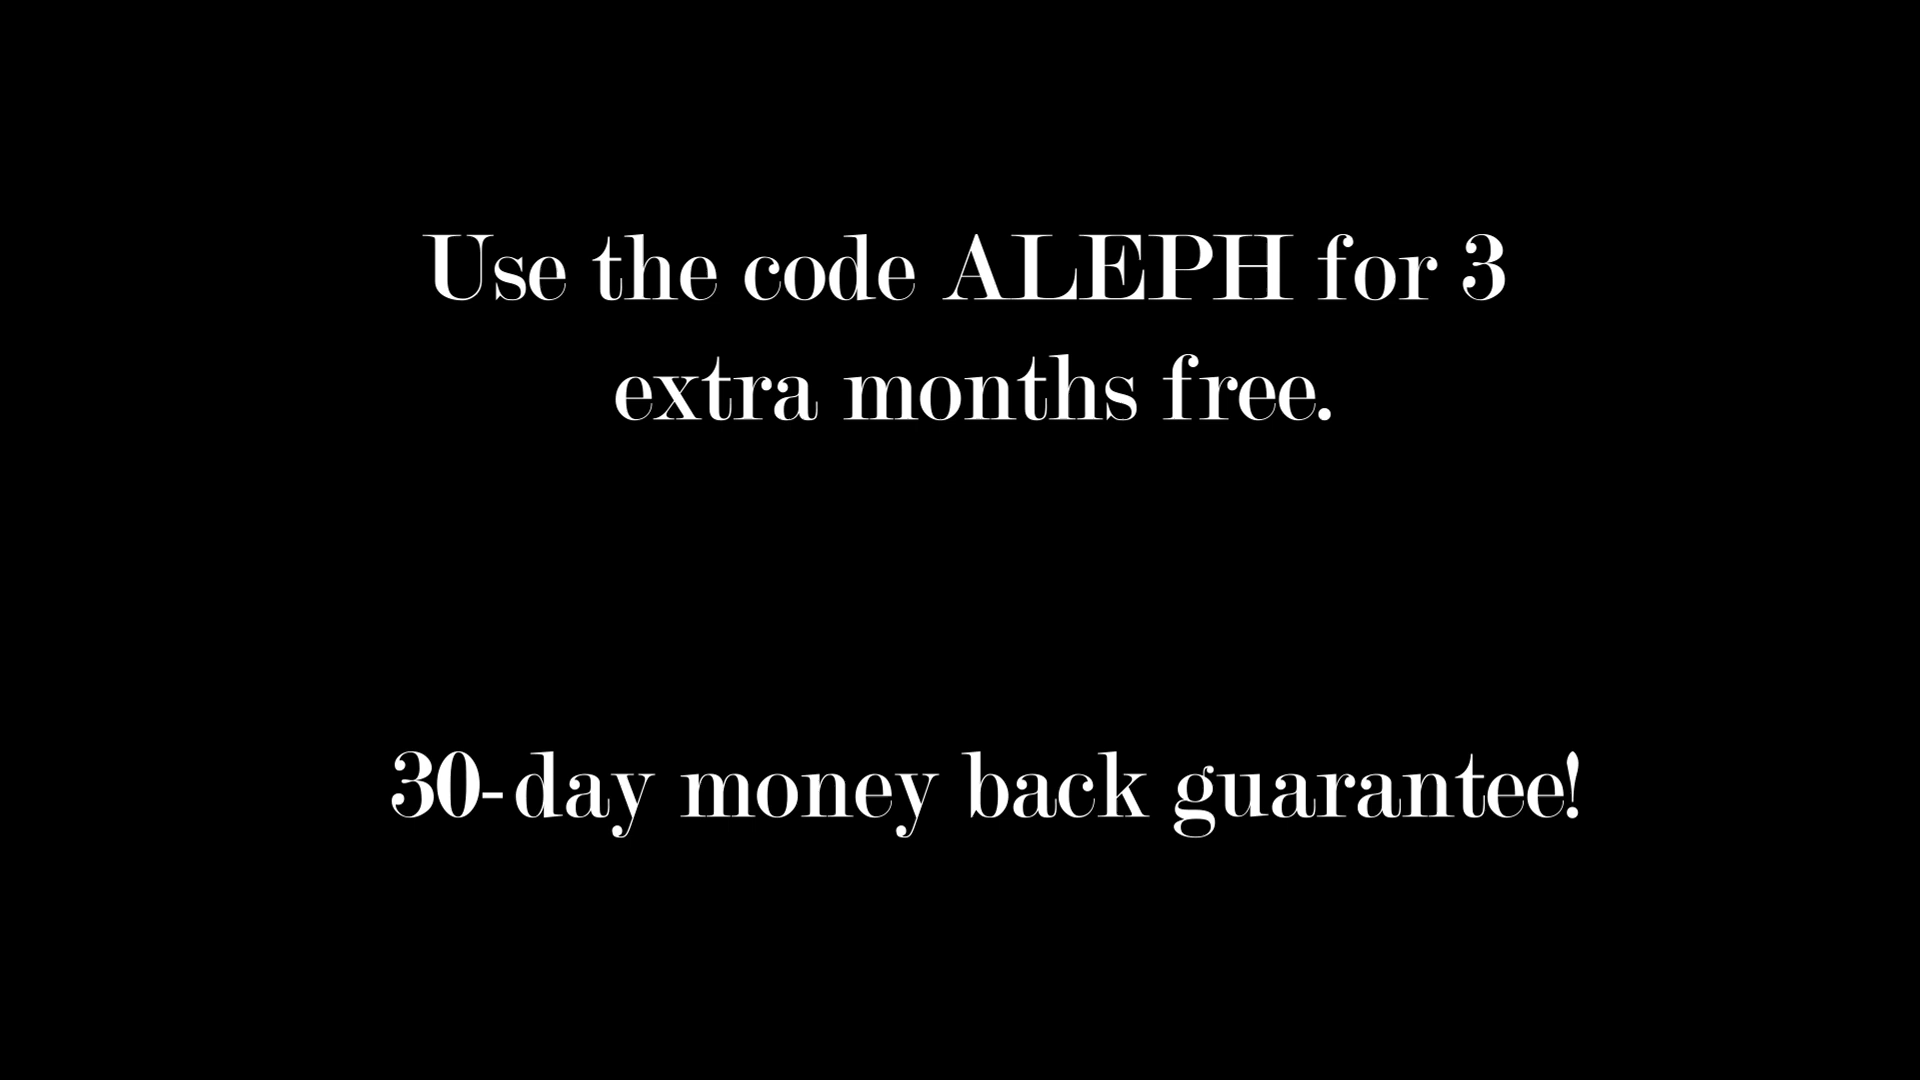 Use the code ALEPH for 3
extra months free.
30-day money back guarantee!